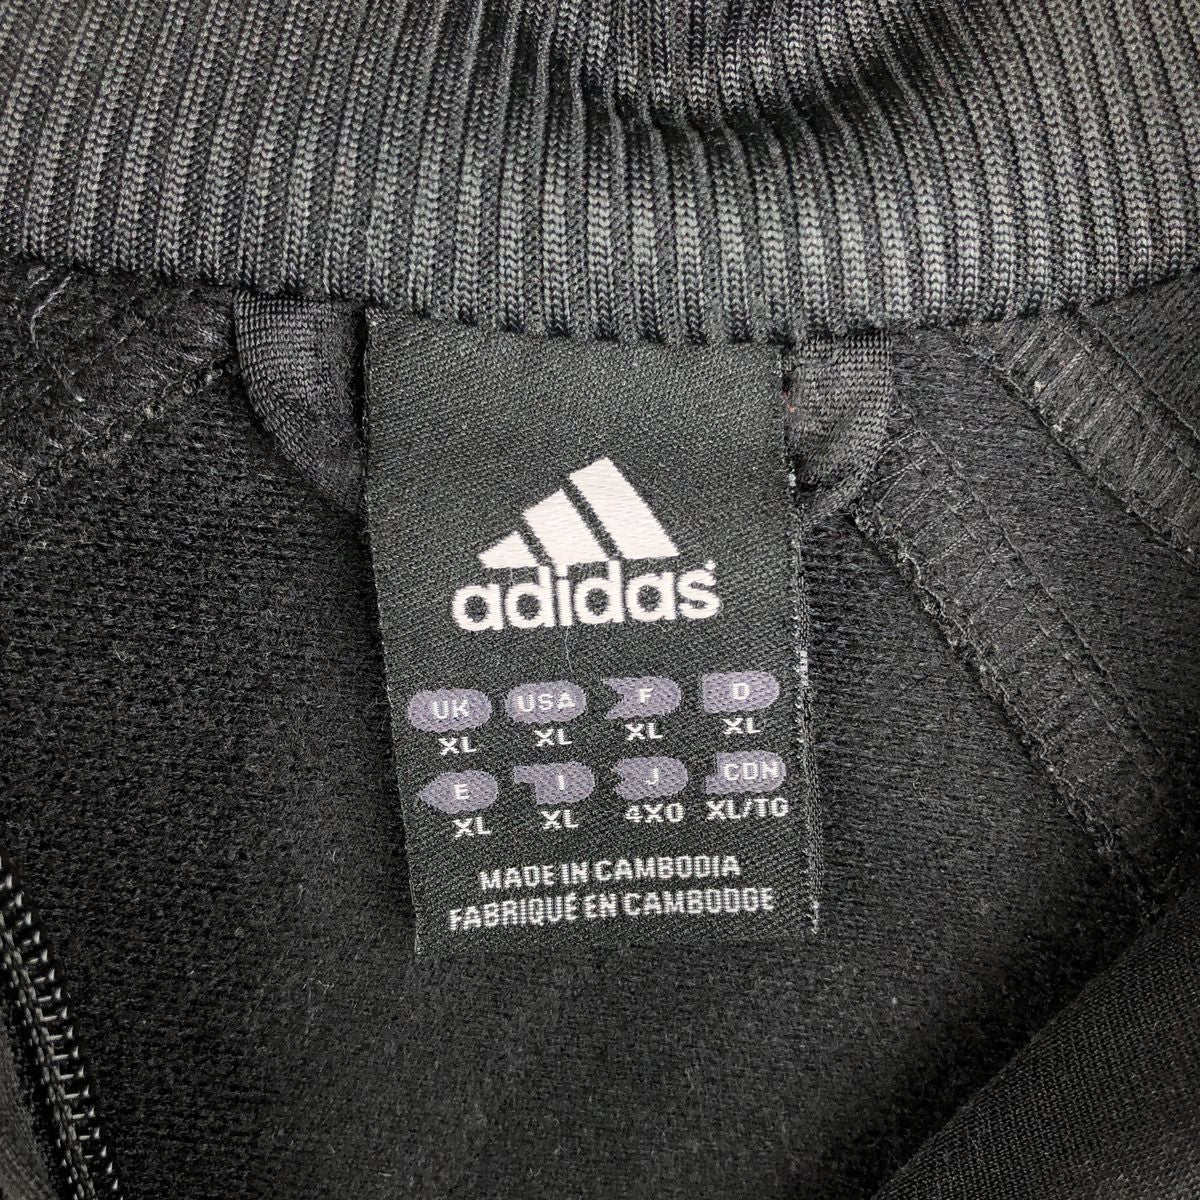 adidas
UK USA F D
XL XL XL XL
E I J CDN
XL XL 4XO XL/TG
MADE IN CAMBODIA
FABRIQUÉ EN CAMBODGE